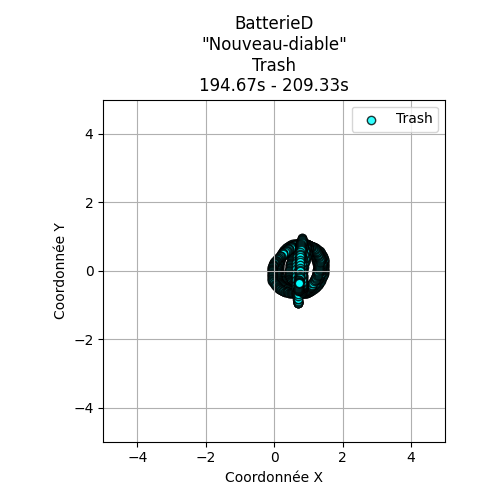 BatterieD
"Nouveau-diable"
Trash
194.67s - 209.33s
Trash
4
2
0
−2
−4
Coordonnée Y
−4 −2 0 2 4
Coordonnée X